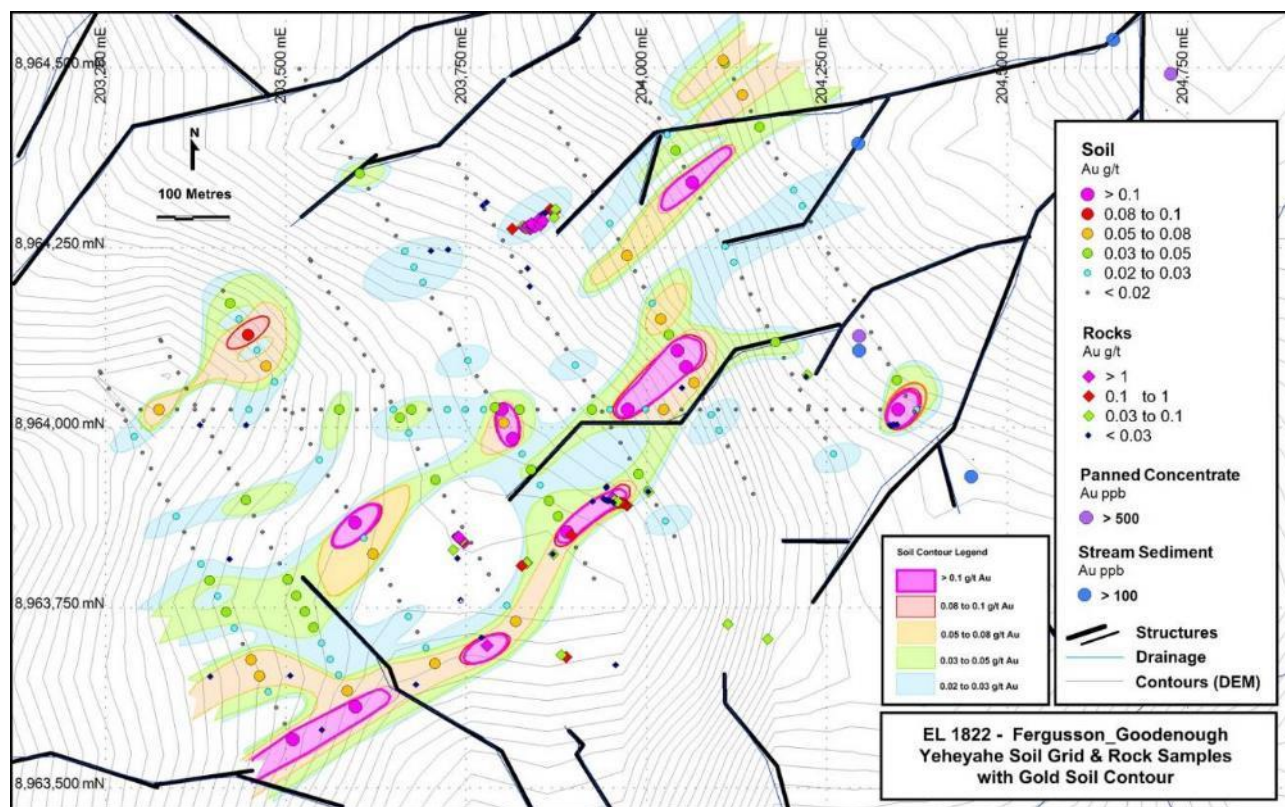 203,250 mE
203,500 mE
203,750 mE
204,000 mE
204,250 mE
204,500 mE
204,750 mE
8,964,500 mN
8,964,250 mN
8,964,000 mN
8,963,750 mN
8,963,500 mN
N
100 Metres
Soil
Au g/t
> 0.1
0.08 to 0.1
0.05 to 0.08
0.03 to 0.05
0.02 to 0.03
< 0.02
Rocks
Au g/t
> 1
0.1 to 1
0.03 to 0.1
< 0.03
Panned Concentrate
Au ppb
> 500
Stream Sediment
Au ppb
> 100
Structures
Drainage
Contours (DEM)
Soil Contour Legend
> 0.1 g/t Au
0.08 to 0.1 g/t Au
0.05 to 0.08 g/t Au
0.03 to 0.05 g/t Au
0.02 to 0.03 g/t Au
EL 1822 - Fergusson_Goodenough
Yeheyahe Soil Grid & Rock Samples
with Gold Soil Contour